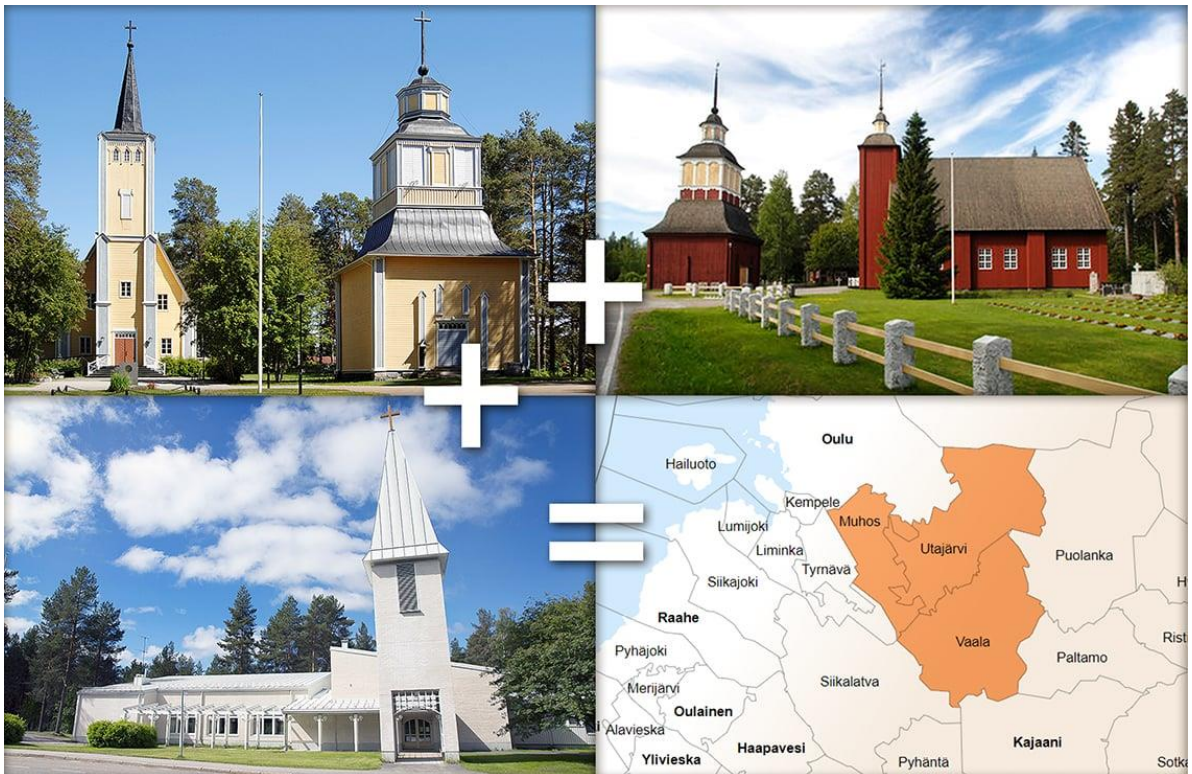 Oulu
Hailuoto
Kempele
Lumijoki
Muhos
Liminka
Utajärvi
Tyrnävä
Puolanka
Siikajoki
Raahe
Vaala
Pyhäjoki
Paltamo
Siikalatva
Merijärvi
Oulainen
Alavieska
Haapavesi
Kajaani
Ylivieska
Pyhäntä
Sotka